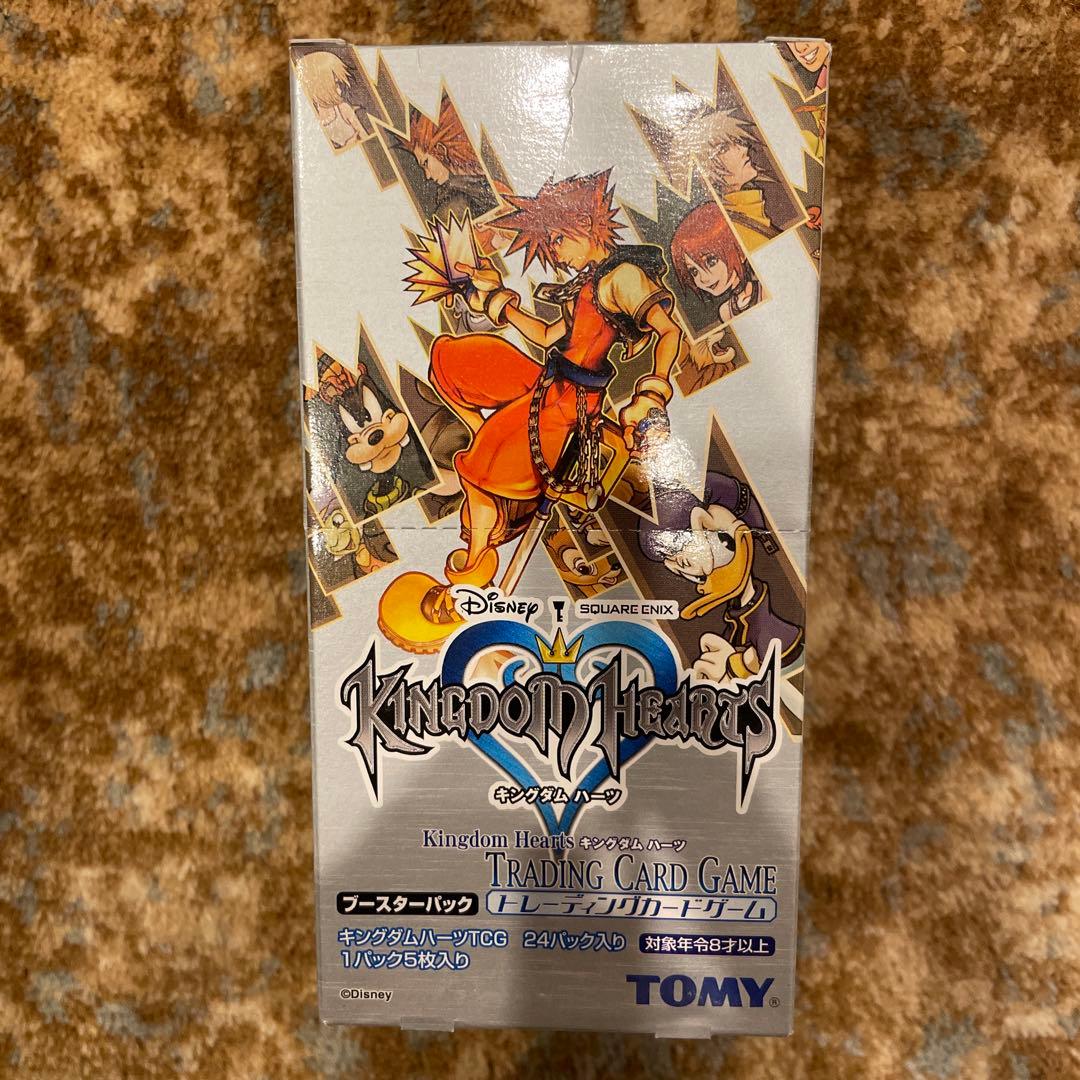 Disney SQUARE ENIX
KINGDOM HEARTS
キングダム ハーツ
Kingdom Hearts キングダム ハーツ
TRADING CARD GAME
ブースターパック トレーディングカードゲーム
キングダムハーツTCG 24パック入り 対象年令8才以上
1パック5枚入り
©Disney TOMY®